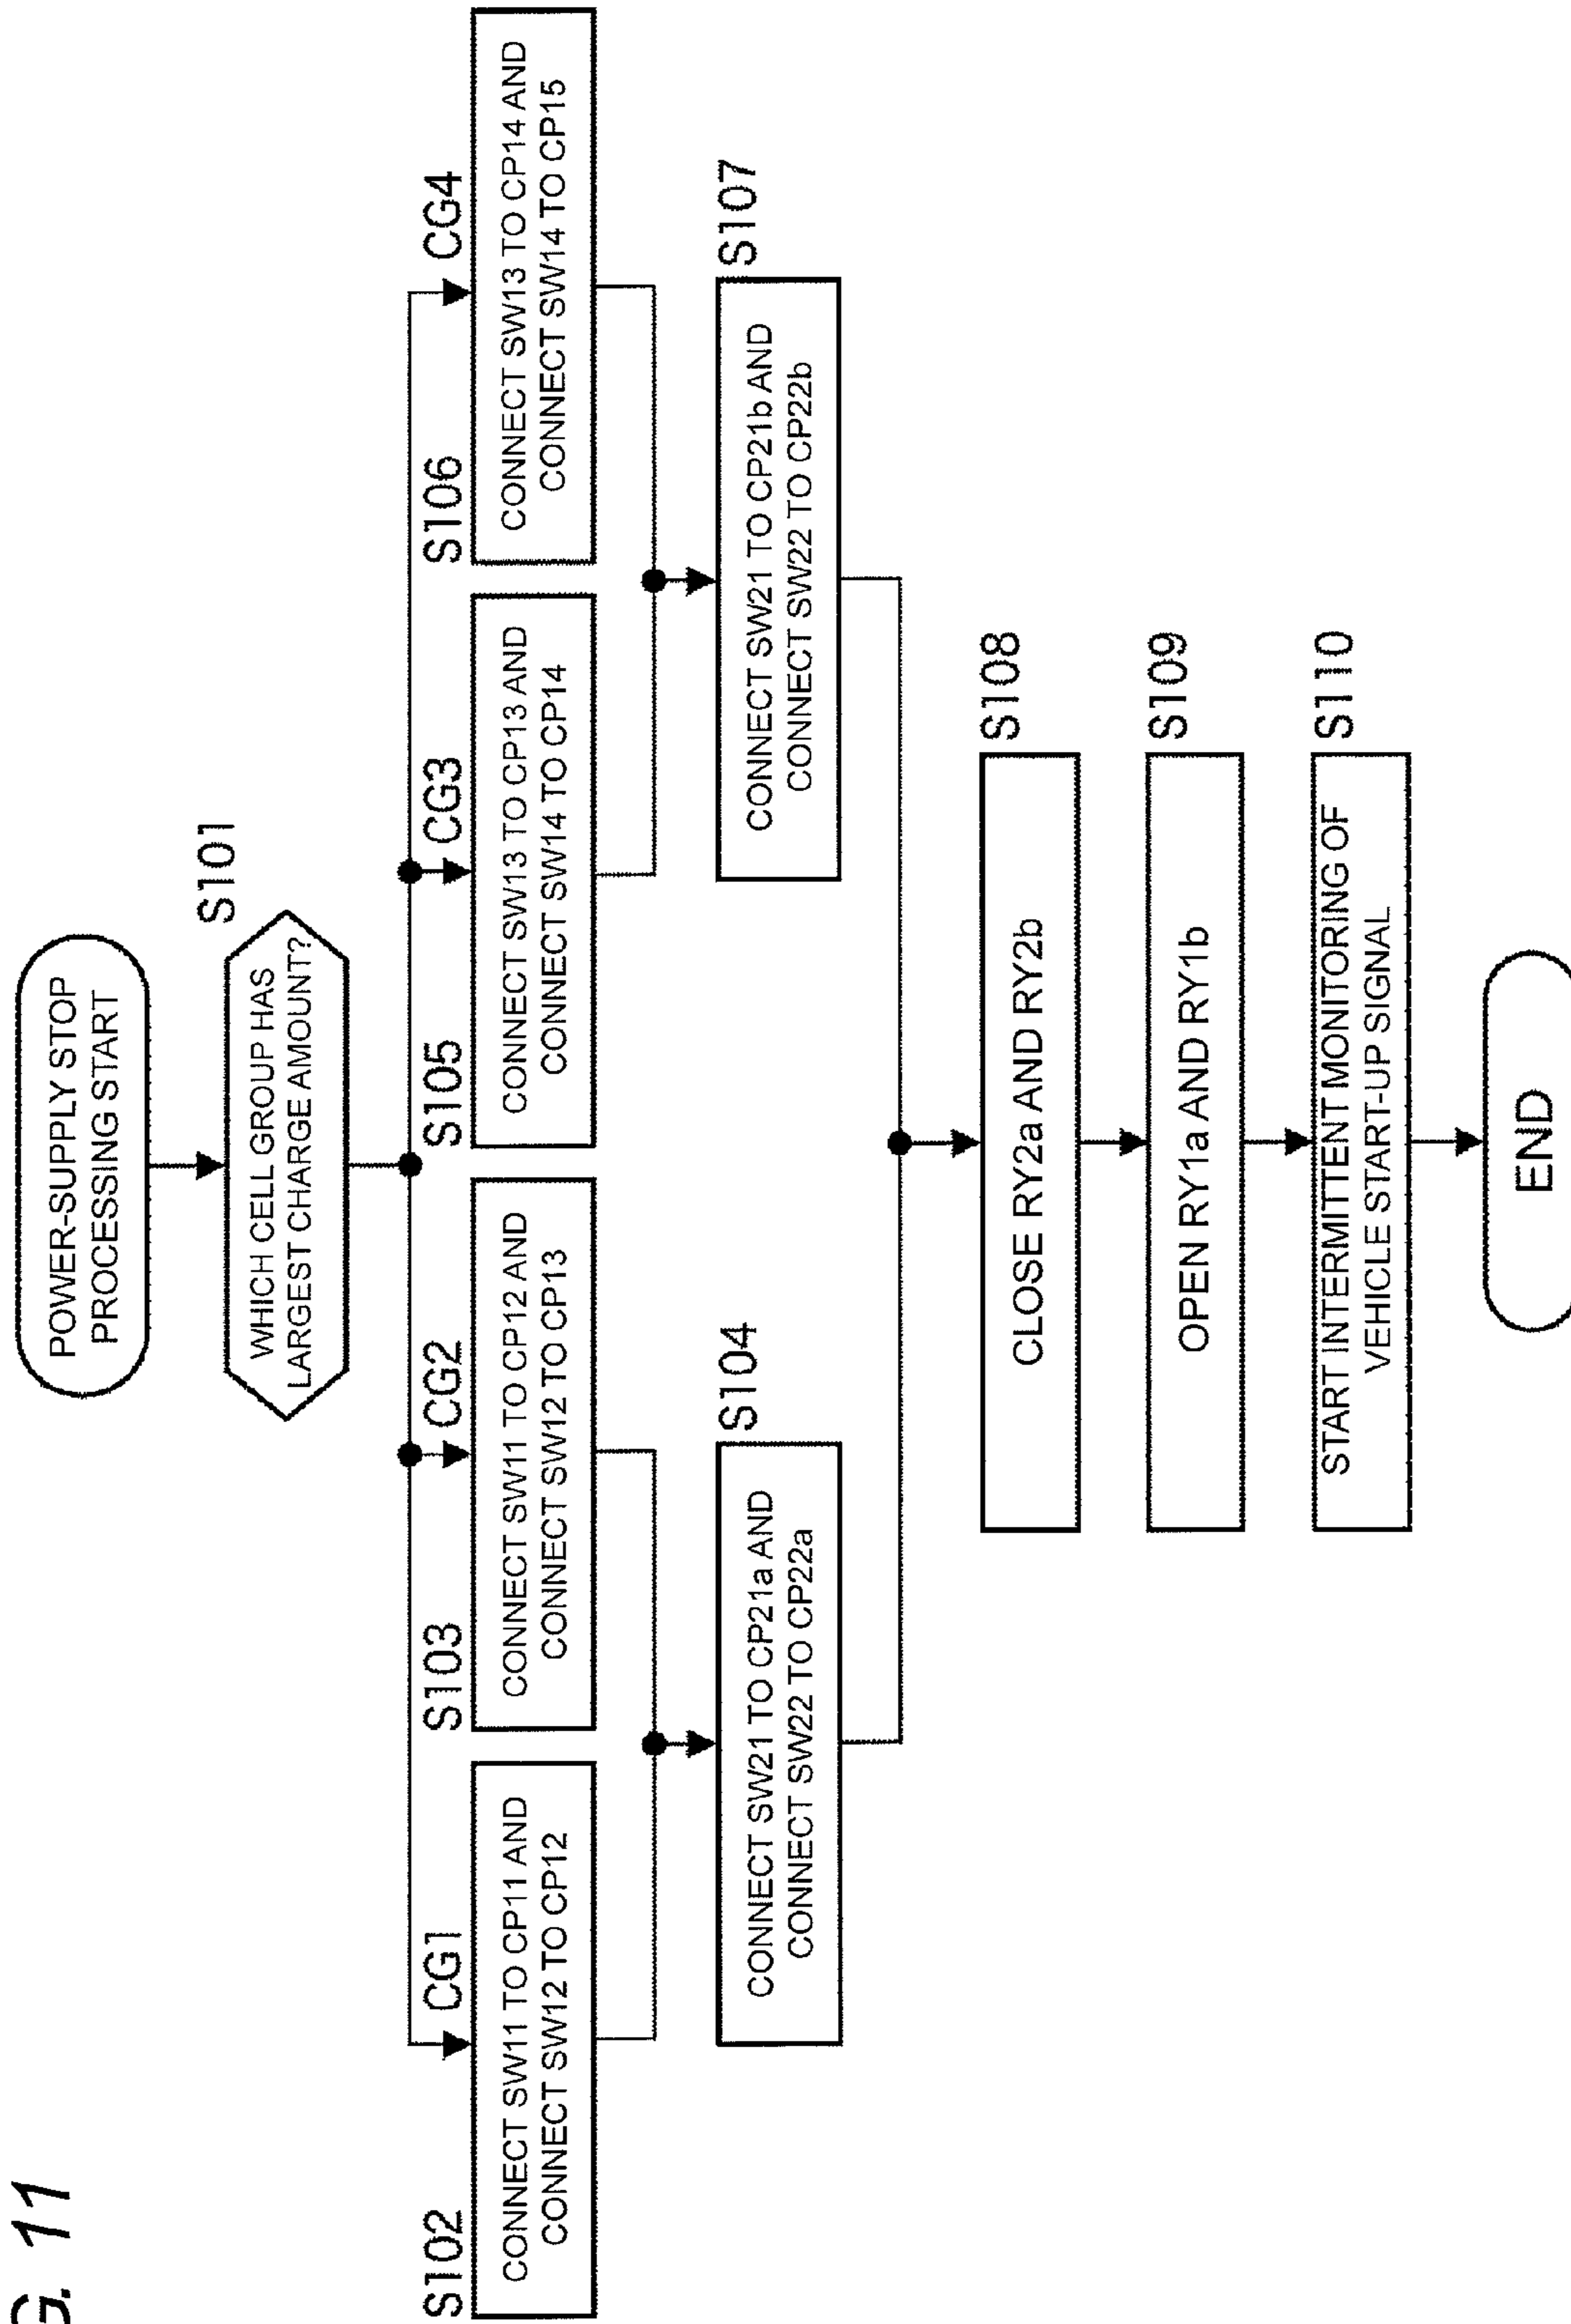 G. 11
POWER-SUPPLY STOP
PROCESSING START
S101
WHICH CELL GROUP HAS
LARGEST CHARGE AMOUNT?
S102
CG1
CONNECT SW11 TO CP11 AND
CONNECT SW12 TO CP12
S103
CG2
CONNECT SW11 TO CP12 AND
CONNECT SW12 TO CP13
S105
CG3
CONNECT SW13 TO CP13 AND
CONNECT SW14 TO CP14
S106
CG4
CONNECT SW13 TO CP14 AND
CONNECT SW14 TO CP15
S104
CONNECT SW21 TO CP21a AND
CONNECT SW22 TO CP22a
S107
CONNECT SW21 TO CP21b AND
CONNECT SW22 TO CP22b
S108
CLOSE RY2a AND RY2b
S109
OPEN RY1a AND RY1b
S110
START INTERMITTENT MONITORING OF
VEHICLE START-UP SIGNAL
END